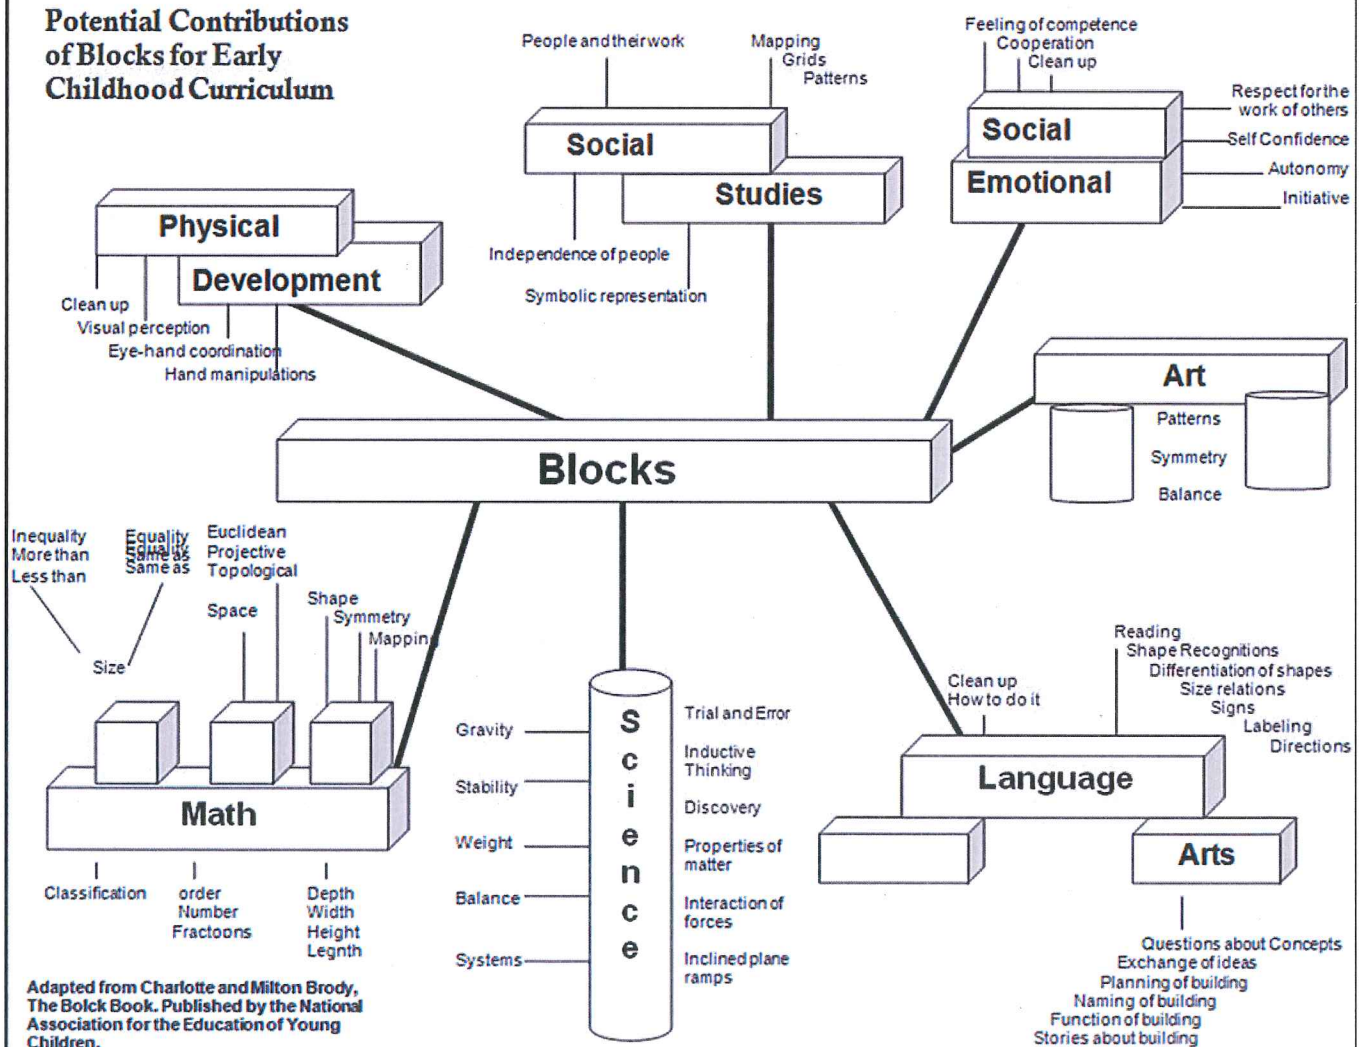 Potential Contributions
of Blocks for Early
Childhood Curriculum
People and their work
Mapping
Grids
Patterns
Social
Studies
Independence of people
Symbolic representation
Feeling of competence
Cooperation
Clean up
Social
Emotional
Respect for the
work of others
Self Confidence
Autonomy
Initiative
Physical
Development
Clean up
Visual perception
Eye-hand coordination
Hand manipulations
Art
Patterns
Symmetry
Balance
Blocks
Inequality
More than
Less than
Equality
Same as
Equality
Same as
Size
Euclidean
Projective
Topological
Space
Shape
Symmetry
Mapping
Math
Classification
order
Number
Fractoons
Depth
Width
Height
Legnth
Science
Gravity
Stability
Weight
Balance
Systems
Trial and Error
Inductive
Thinking
Discovery
Properties of
matter
Interaction of
forces
Inclined plane
ramps
Clean up
How to do it
Reading
Shape Recognitions
Differentiation of shapes
Size relations
Signs
Labeling
Directions
Language
Arts
Questions about Concepts
Exchange of ideas
Planning of building
Naming of building
Function of building
Stories about building
Adapted from Charlotte and Milton Brody,
The Bolck Book. Published by the National
Association for the Education of Young
Children.